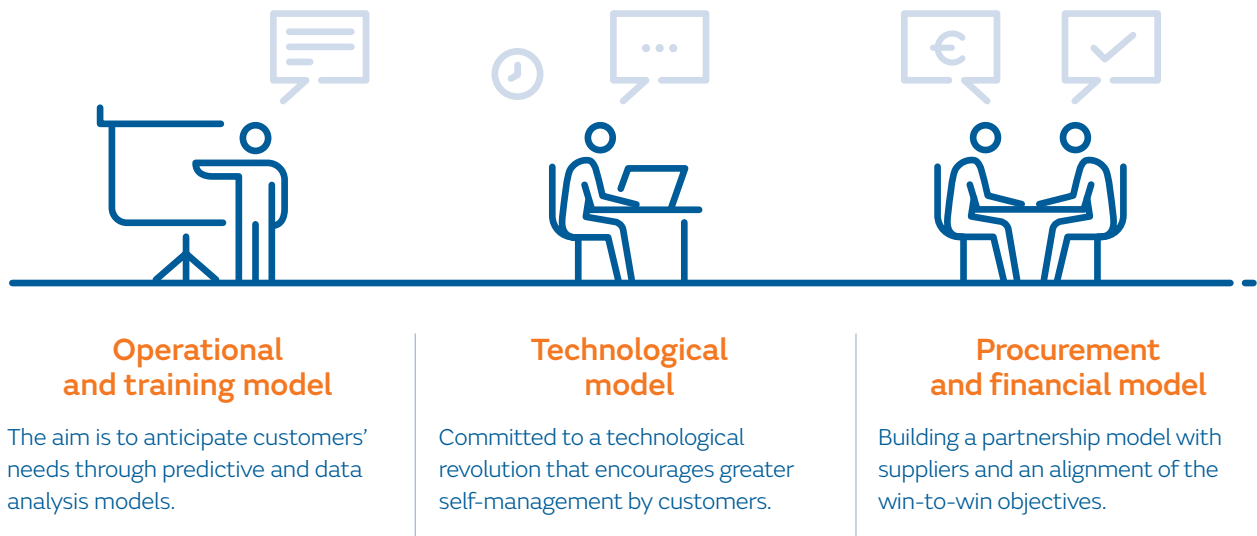 €
Operational
and training model
The aim is to anticipate customers’
needs through predictive and data
analysis models.
Technological
model
Committed to a technological
revolution that encourages greater
self-management by customers.
Procurement
and financial model
Building a partnership model with
suppliers and an alignment of the
win-to-win objectives.